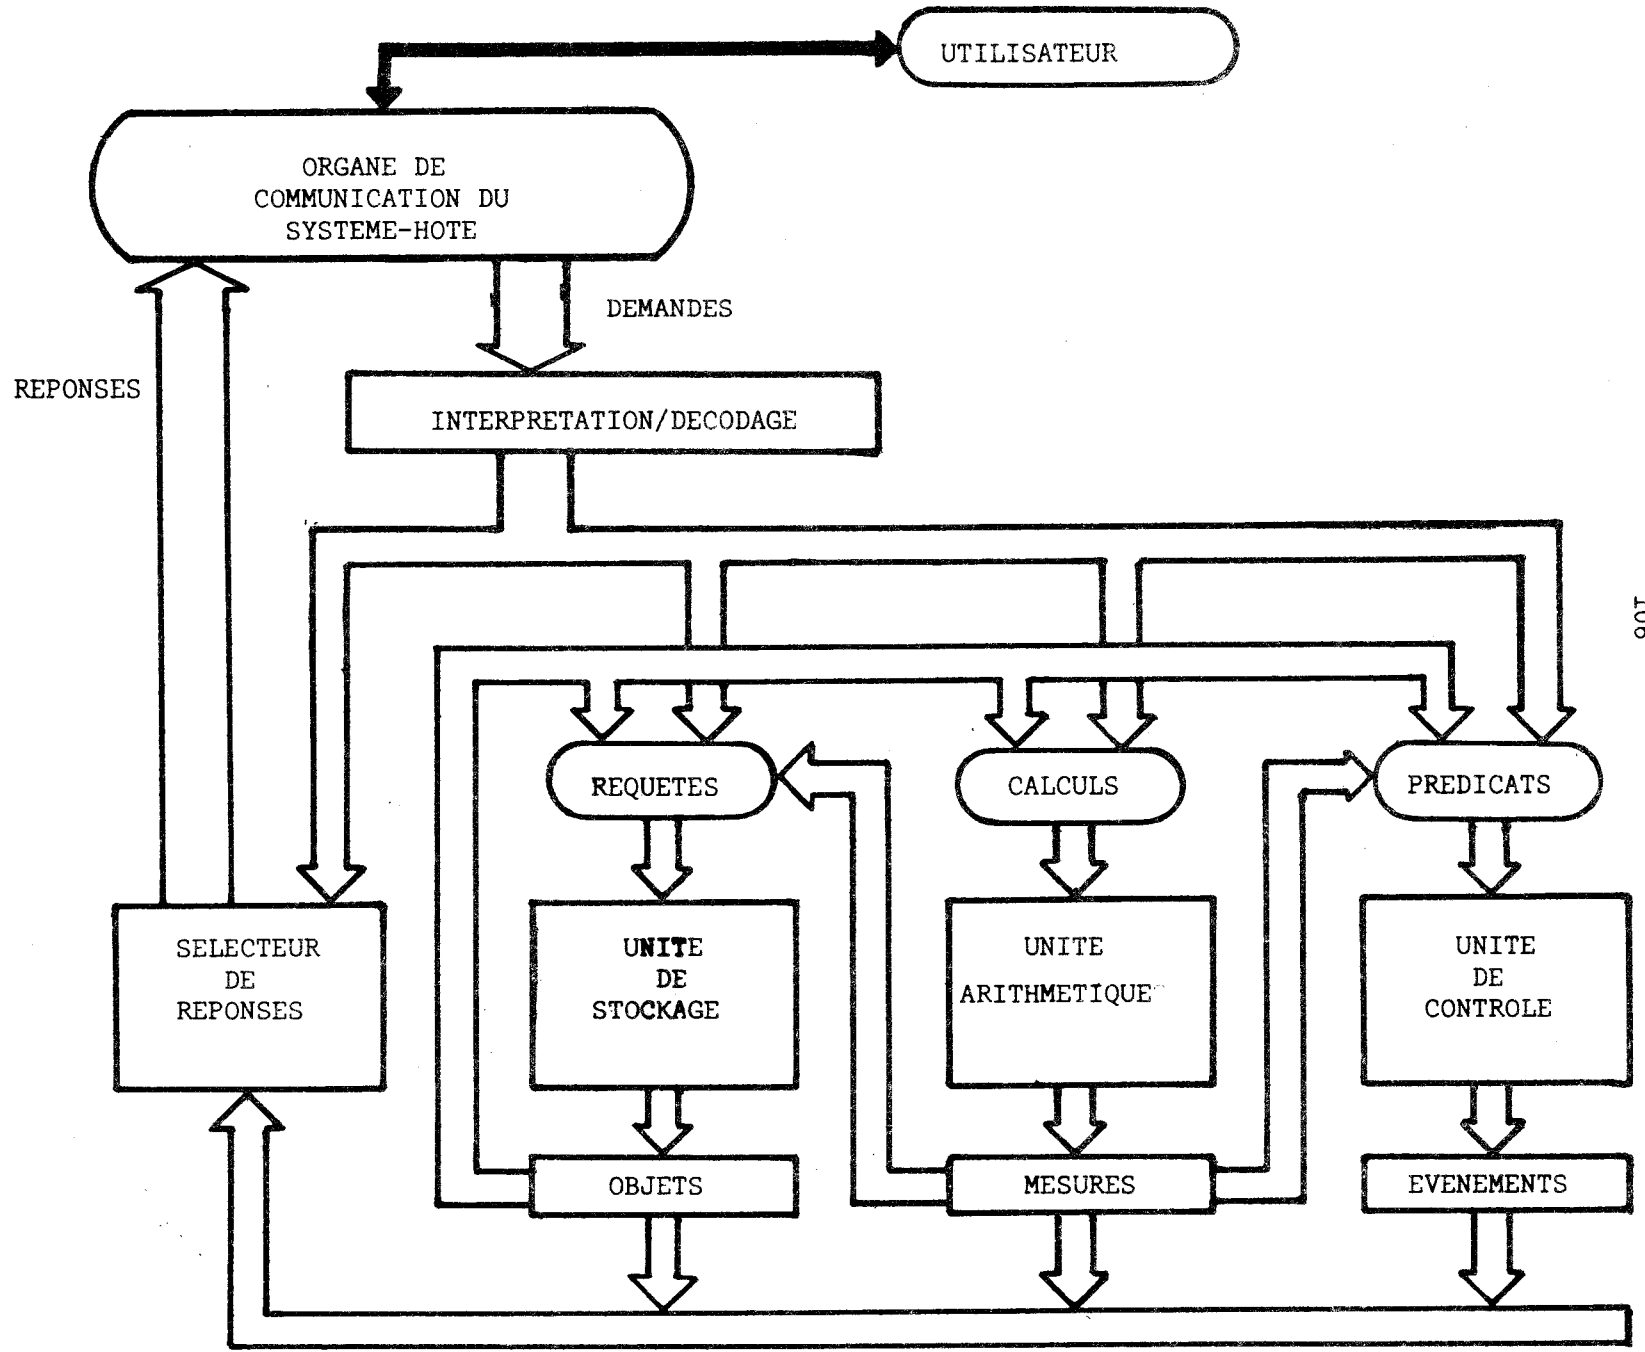 UTILISATEUR
ORGANE DE
COMMUNICATION DU
SYSTEME-HOTE
DEMANDES
REPONSES
INTERPRETATION/DECODAGE
106
REQUETES
CALCULS
PREDICATS
SELECTEUR
DE
REPONSES
UNITE
DE
STOCKAGE
UNITE
ARITHMETIQUE
UNITE
DE
CONTROLE
OBJETS
MESURES
EVENEMENTS